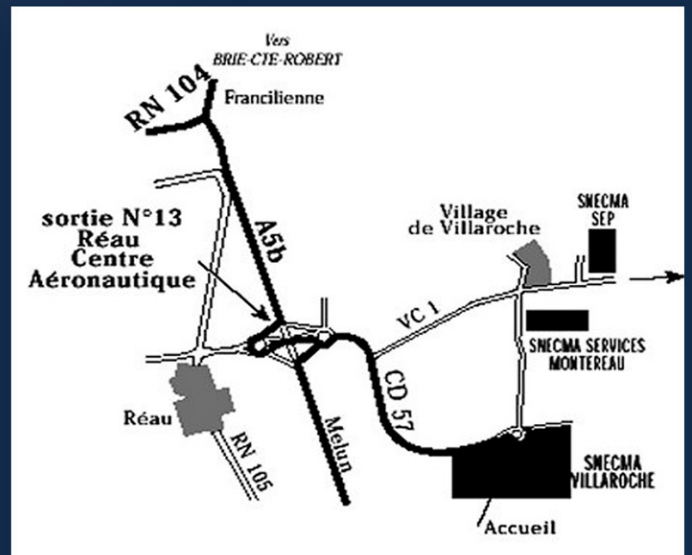 Vers
BRIE-CTE-ROBERT
RN 104
Francilienne
sortie N°13
Réau
Centre
Aéronautique
A5b
Village
de Villaroche
SNECMA
SEP
VC 1
SNECMA SERVICES
MONTEREAU
CD 57
Réau
RN 105
Melun
SNECMA
VILLAROCHE
Accueil